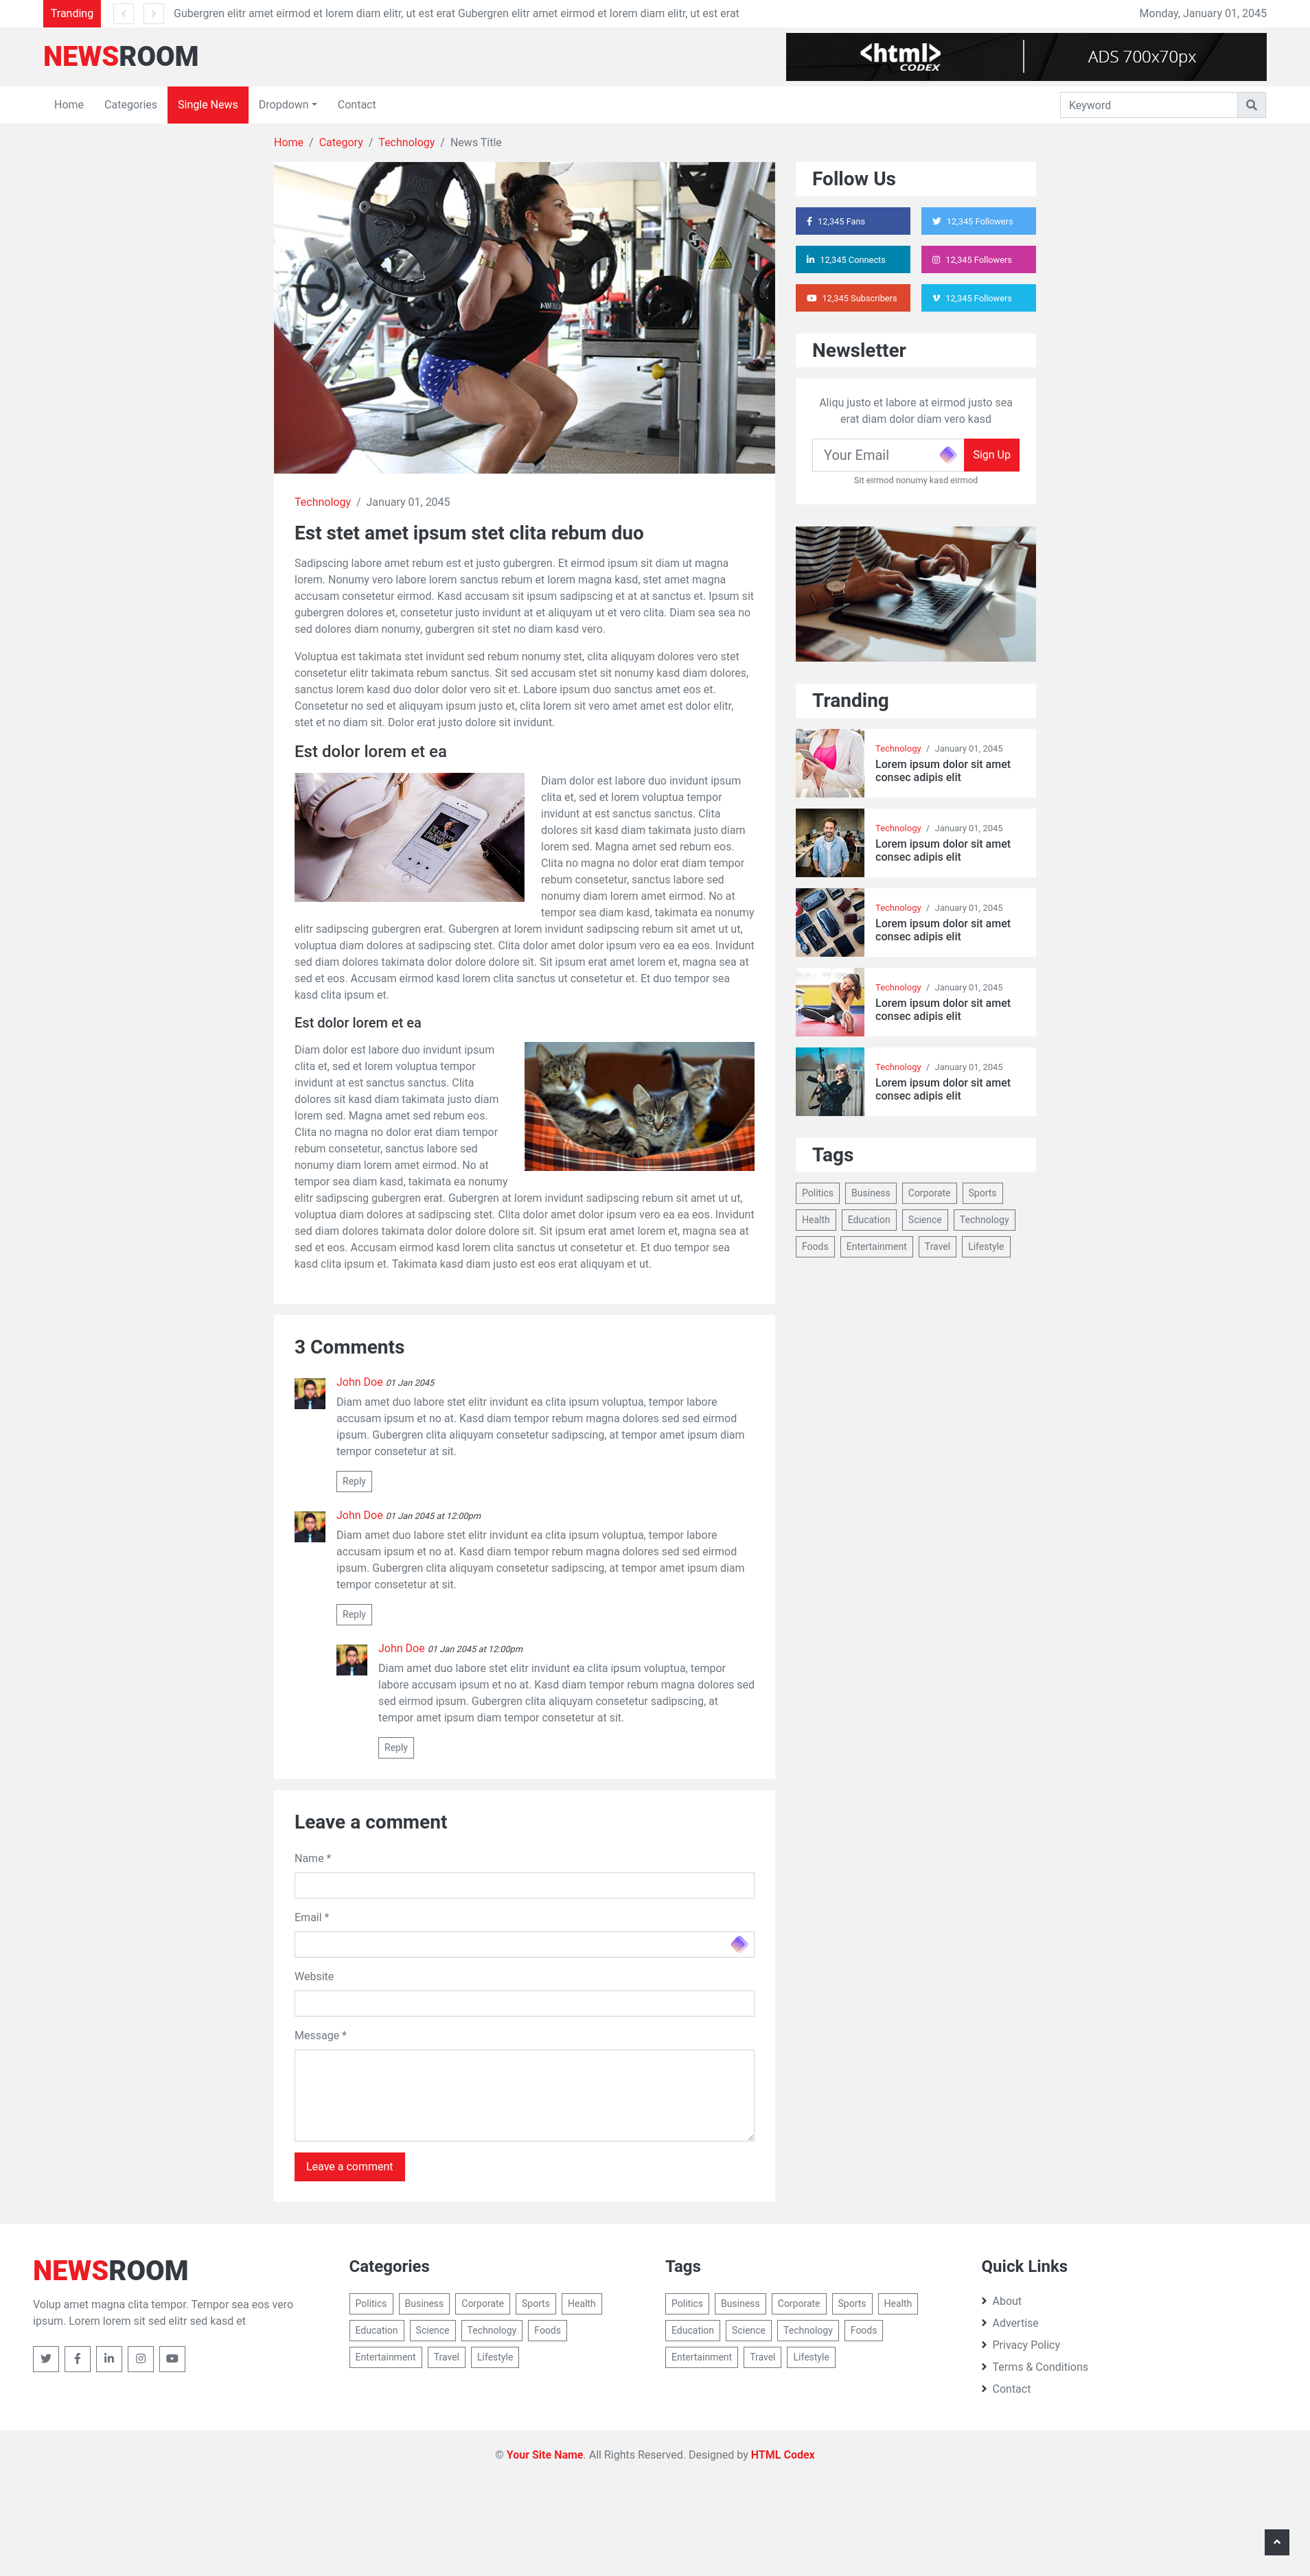 Tranding
Gubergren elitr amet eirmod et lorem diam elitr, ut est erat Gubergren elitr amet eirmod et lorem diam elitr, ut est erat
Monday, January 01, 2045
NEWSROOM
<html>
CODEX
ADS 700x70px
Home
Categories
Single News
Dropdown
Contact
Keyword
Home / Category / Technology / News Title
Technology / January 01, 2045
Est stet amet ipsum stet clita rebum duo
Sadipscing labore amet rebum est et justo gubergren. Et eirmod ipsum sit diam ut magna
lorem. Nonumy vero labore lorem sanctus rebum et lorem magna kasd, stet amet magna
accusam consetetur eirmod. Kasd accusam sit ipsum sadipscing et at at sanctus et. Ipsum sit
gubergren dolores et, consetetur justo invidunt at et aliquyam ut et vero clita. Diam sea sea no
sed dolores diam nonumy, gubergren sit stet no diam kasd vero.
Voluptua est takimata stet invidunt sed rebum nonumy stet, clita aliquyam dolores vero stet
consetetur elitr takimata rebum sanctus. Sit sed accusam stet sit nonumy kasd diam dolores,
sanctus lorem kasd duo dolor dolor vero sit et. Labore ipsum duo sanctus amet eos et.
Consetetur no sed et aliquyam ipsum justo et, clita lorem sit vero amet amet est dolor elitr,
stet et no diam sit. Dolor erat justo dolore sit invidunt.
Est dolor lorem et ea
Diam dolor est labore duo invidunt ipsum
clita et, sed et lorem voluptua tempor
invidunt at est sanctus sanctus. Clita
dolores sit kasd diam takimata justo diam
lorem sed. Magna amet sed rebum eos.
Clita no magna no dolor erat diam tempor
rebum consetetur, sanctus labore sed
nonumy diam lorem amet eirmod. No at
tempor sea diam kasd, takimata ea nonumy
elitr sadipscing gubergren erat. Gubergren at lorem invidunt sadipscing rebum sit amet ut ut,
voluptua diam dolores at sadipscing stet. Clita dolor amet dolor ipsum vero ea ea eos. Invidunt
sed diam dolores takimata dolor dolore dolore sit. Sit ipsum erat amet lorem et, magna sea at
sed et eos. Accusam eirmod kasd lorem clita sanctus ut consetetur et. Et duo tempor sea
kasd clita ipsum et.
Est dolor lorem et ea
Diam dolor est labore duo invidunt ipsum
clita et, sed et lorem voluptua tempor
invidunt at est sanctus sanctus. Clita
dolores sit kasd diam takimata justo diam
lorem sed. Magna amet sed rebum eos.
Clita no magna no dolor erat diam tempor
rebum consetetur, sanctus labore sed
nonumy diam lorem amet eirmod. No at
tempor sea diam kasd, takimata ea nonumy
elitr sadipscing gubergren erat. Gubergren at lorem invidunt sadipscing rebum sit amet ut ut,
voluptua diam dolores at sadipscing stet. Clita dolor amet dolor ipsum vero ea ea eos. Invidunt
sed diam dolores takimata dolor dolore dolore sit. Sit ipsum erat amet lorem et, magna sea at
sed et eos. Accusam eirmod kasd lorem clita sanctus ut consetetur et. Et duo tempor sea
kasd clita ipsum et. Takimata kasd diam justo est eos erat aliquyam et ut.
3 Comments
John Doe 01 Jan 2045
Diam amet duo labore stet elitr invidunt ea clita ipsum voluptua, tempor labore
accusam ipsum et no at. Kasd diam tempor rebum magna dolores sed sed eirmod
ipsum. Gubergren clita aliquyam consetetur sadipscing, at tempor amet ipsum diam
tempor consetetur at sit.
Reply
John Doe 01 Jan 2045 at 12:00pm
Diam amet duo labore stet elitr invidunt ea clita ipsum voluptua, tempor labore
accusam ipsum et no at. Kasd diam tempor rebum magna dolores sed sed eirmod
ipsum. Gubergren clita aliquyam consetetur sadipscing, at tempor amet ipsum diam
tempor consetetur at sit.
Reply
John Doe 01 Jan 2045 at 12:00pm
Diam amet duo labore stet elitr invidunt ea clita ipsum voluptua, tempor
labore accusam ipsum et no at. Kasd diam tempor rebum magna dolores sed
sed eirmod ipsum. Gubergren clita aliquyam consetetur sadipscing, at
tempor amet ipsum diam tempor consetetur at sit.
Reply
Leave a comment
Name *
Email *
Website
Message *
Leave a comment
Follow Us
12,345 Fans
12,345 Followers
12,345 Connects
12,345 Followers
12,345 Subscribers
12,345 Followers
Newsletter
Aliqu justo et labore at eirmod justo sea
erat diam dolor diam vero kasd
Your Email
Sign Up
Sit eirmod nonumy kasd eirmod
Tranding
Technology / January 01, 2045
Lorem ipsum dolor sit amet
consec adipis elit
Technology / January 01, 2045
Lorem ipsum dolor sit amet
consec adipis elit
Technology / January 01, 2045
Lorem ipsum dolor sit amet
consec adipis elit
Technology / January 01, 2045
Lorem ipsum dolor sit amet
consec adipis elit
Technology / January 01, 2045
Lorem ipsum dolor sit amet
consec adipis elit
Tags
Politics Business Corporate Sports
Health Education Science Technology
Foods Entertainment Travel Lifestyle
NEWSROOM
Volup amet magna clita tempor. Tempor sea eos vero
ipsum. Lorem lorem sit sed elitr sed kasd et
Categories
Politics Business Corporate Sports Health
Education Science Technology Foods
Entertainment Travel Lifestyle
Tags
Politics Business Corporate Sports Health
Education Science Technology Foods
Entertainment Travel Lifestyle
Quick Links
About
Advertise
Privacy Policy
Terms & Conditions
Contact
© Your Site Name. All Rights Reserved. Designed by HTML Codex